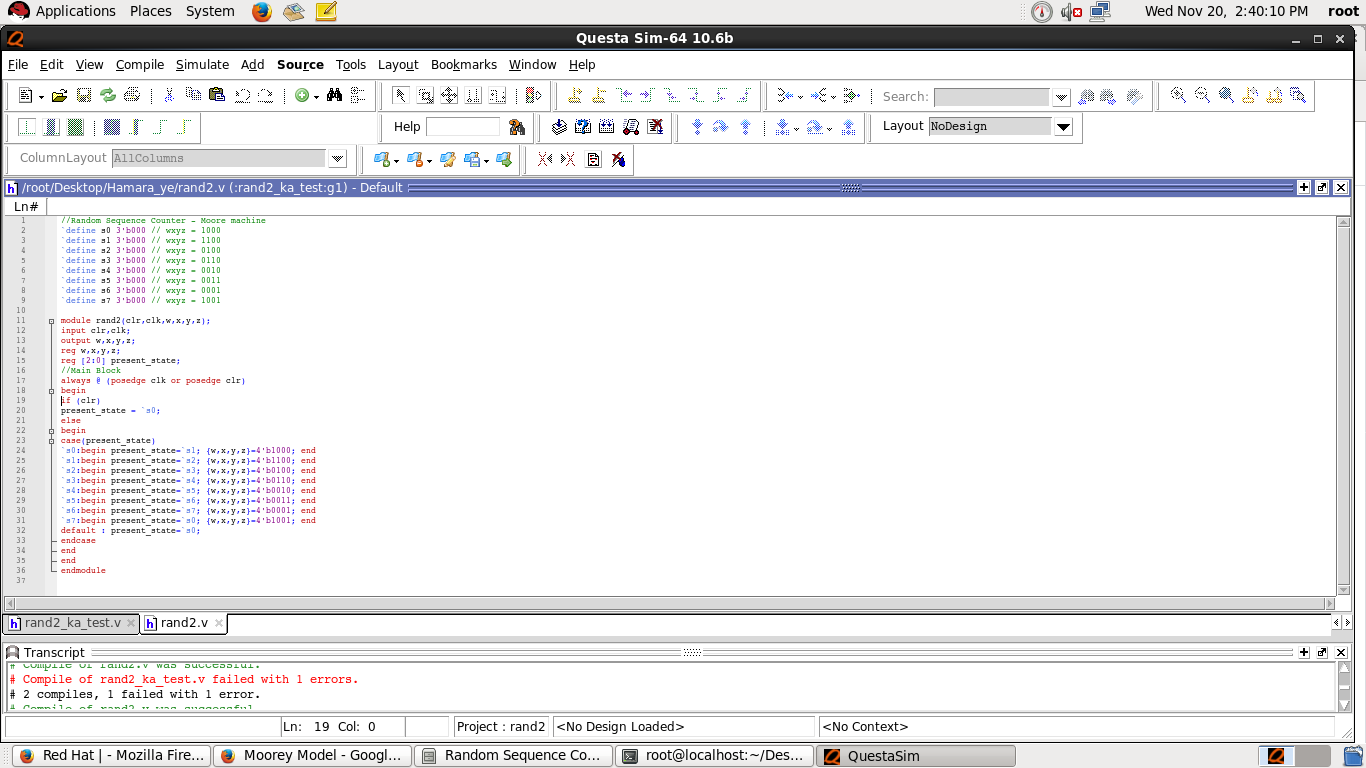 Applications Places System Wed Nov 20, 2:40:10 PM root
Questa Sim-64 10.6b
File Edit View Compile Simulate Add Source Tools Layout Bookmarks Window Help
Search:
Help Layout NoDesign
ColumnLayout AllColumns
/root/Desktop/Hamara_ye/rand2.v (:rand2_ka_test:g1) - Default
Ln#
1 //Random Sequence Counter - Moore machine
2 `define s0 3'b000 // wxyz = 1000
3 `define s1 3'b000 // wxyz = 1100
4 `define s2 3'b000 // wxyz = 0100
5 `define s3 3'b000 // wxyz = 0110
6 `define s4 3'b000 // wxyz = 0010
7 `define s5 3'b000 // wxyz = 0011
8 `define s6 3'b000 // wxyz = 0001
9 `define s7 3'b000 // wxyz = 1001
10
11 module rand2(clr,clk,w,x,y,z);
12 input clr,clk;
13 output w,x,y,z;
14 reg w,x,y,z;
15 reg [2:0] present_state;
16 //Main Block
17 always @ (posedge clk or posedge clr)
18 begin
19 if (clr)
20 present_state = `s0;
21 else
22 begin
23 case(present_state)
24 `s0:begin present_state=`s1; {w,x,y,z}=4'b1000; end
25 `s1:begin present_state=`s2; {w,x,y,z}=4'b1100; end
26 `s2:begin present_state=`s3; {w,x,y,z}=4'b0100; end
27 `s3:begin present_state=`s4; {w,x,y,z}=4'b0110; end
28 `s4:begin present_state=`s5; {w,x,y,z}=4'b0010; end
29 `s5:begin present_state=`s6; {w,x,y,z}=4'b0011; end
30 `s6:begin present_state=`s7; {w,x,y,z}=4'b0001; end
31 `s7:begin present_state=`s0; {w,x,y,z}=4'b1001; end
32 default : present_state=`s0;
33 endcase
34 end
35 end
36 endmodule
37
rand2_ka_test.v rand2.v
Transcript
# Compile of rand2.v was successful.
# Compile of rand2_ka_test.v failed with 1 errors.
# 2 compiles, 1 failed with 1 error.
# Compile of rand2.v was successful.
Ln: 19 Col: 0 Project : rand2 <No Design Loaded> <No Context>
Red Hat | - Mozilla Fire... Moorey Model - Googl... Random Sequence Co... root@localhost:~/Des... QuestaSim